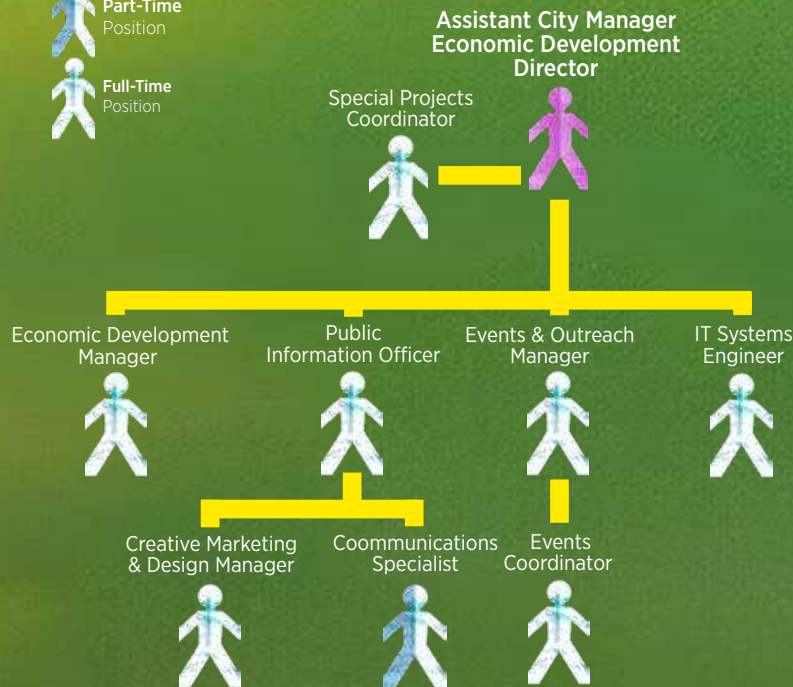 Part-Time
Position
Full-Time
Position
Assistant City Manager
Economic Development
Director
Special Projects
Coordinator
Economic Development
Manager
Public
Information Officer
Events & Outreach
Manager
IT Systems
Engineer
Creative Marketing
& Design Manager
Coommunications
Specialist
Events
Coordinator